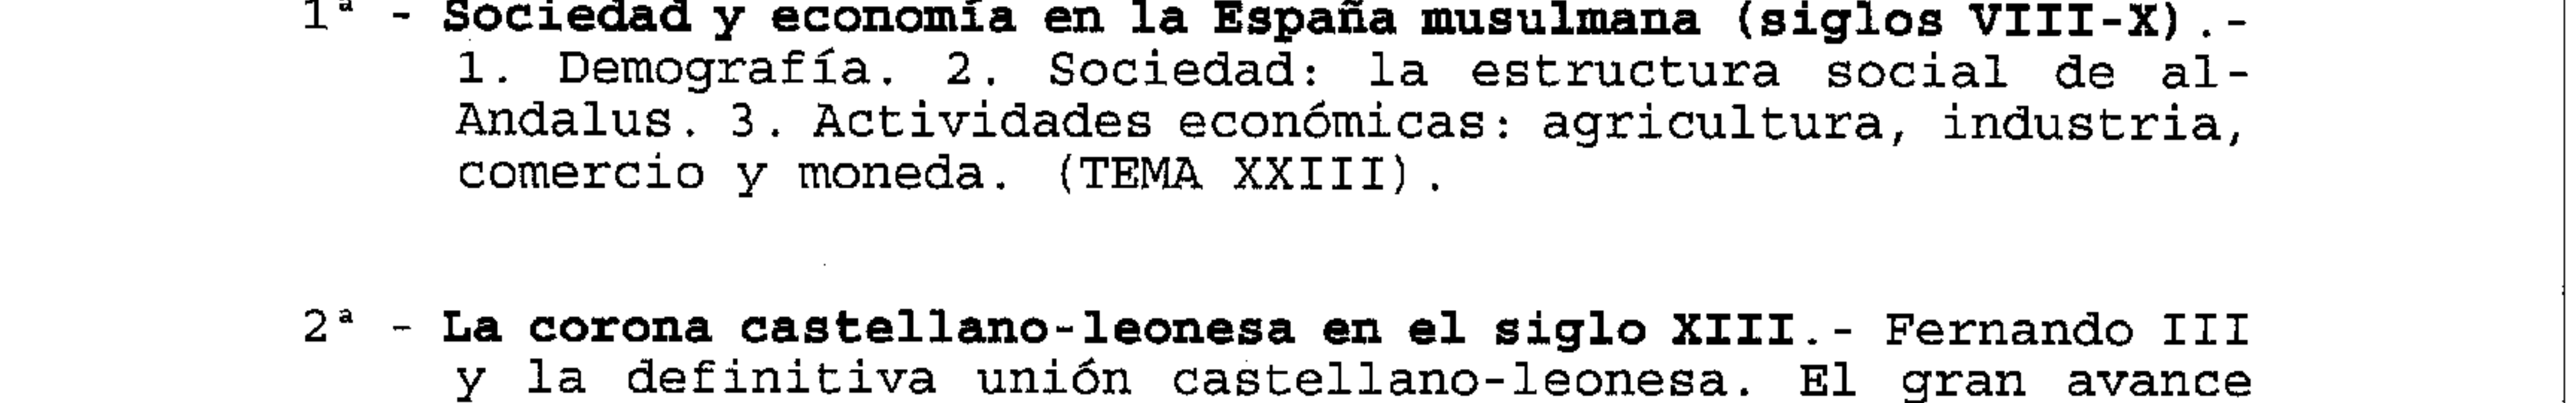 1ª - Sociedad y economía en la España musulmana (siglos VIII-X).-
1. Demografía. 2. Sociedad: la estructura social de al-
Andalus. 3. Actividades económicas: agricultura, industria,
comercio y moneda. (TEMA XXIII).
2ª - La corona castellano-leonesa en el siglo XIII.- Fernando III
y la definitiva unión castellano-leonesa. El gran avance